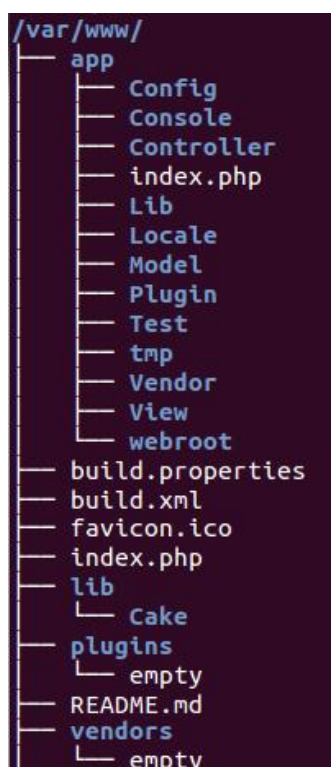 /var/www/
├── app
│   ├── Config
│   ├── Console
│   ├── Controller
│   ├── index.php
│   ├── Lib
│   ├── Locale
│   ├── Model
│   ├── Plugin
│   ├── Test
│   ├── tmp
│   ├── Vendor
│   ├── View
│   └── webroot
├── build.properties
├── build.xml
├── favicon.ico
├── index.php
├── lib
│   └── Cake
├── plugins
│   └── empty
├── README.md
├── vendors
│   └── empty